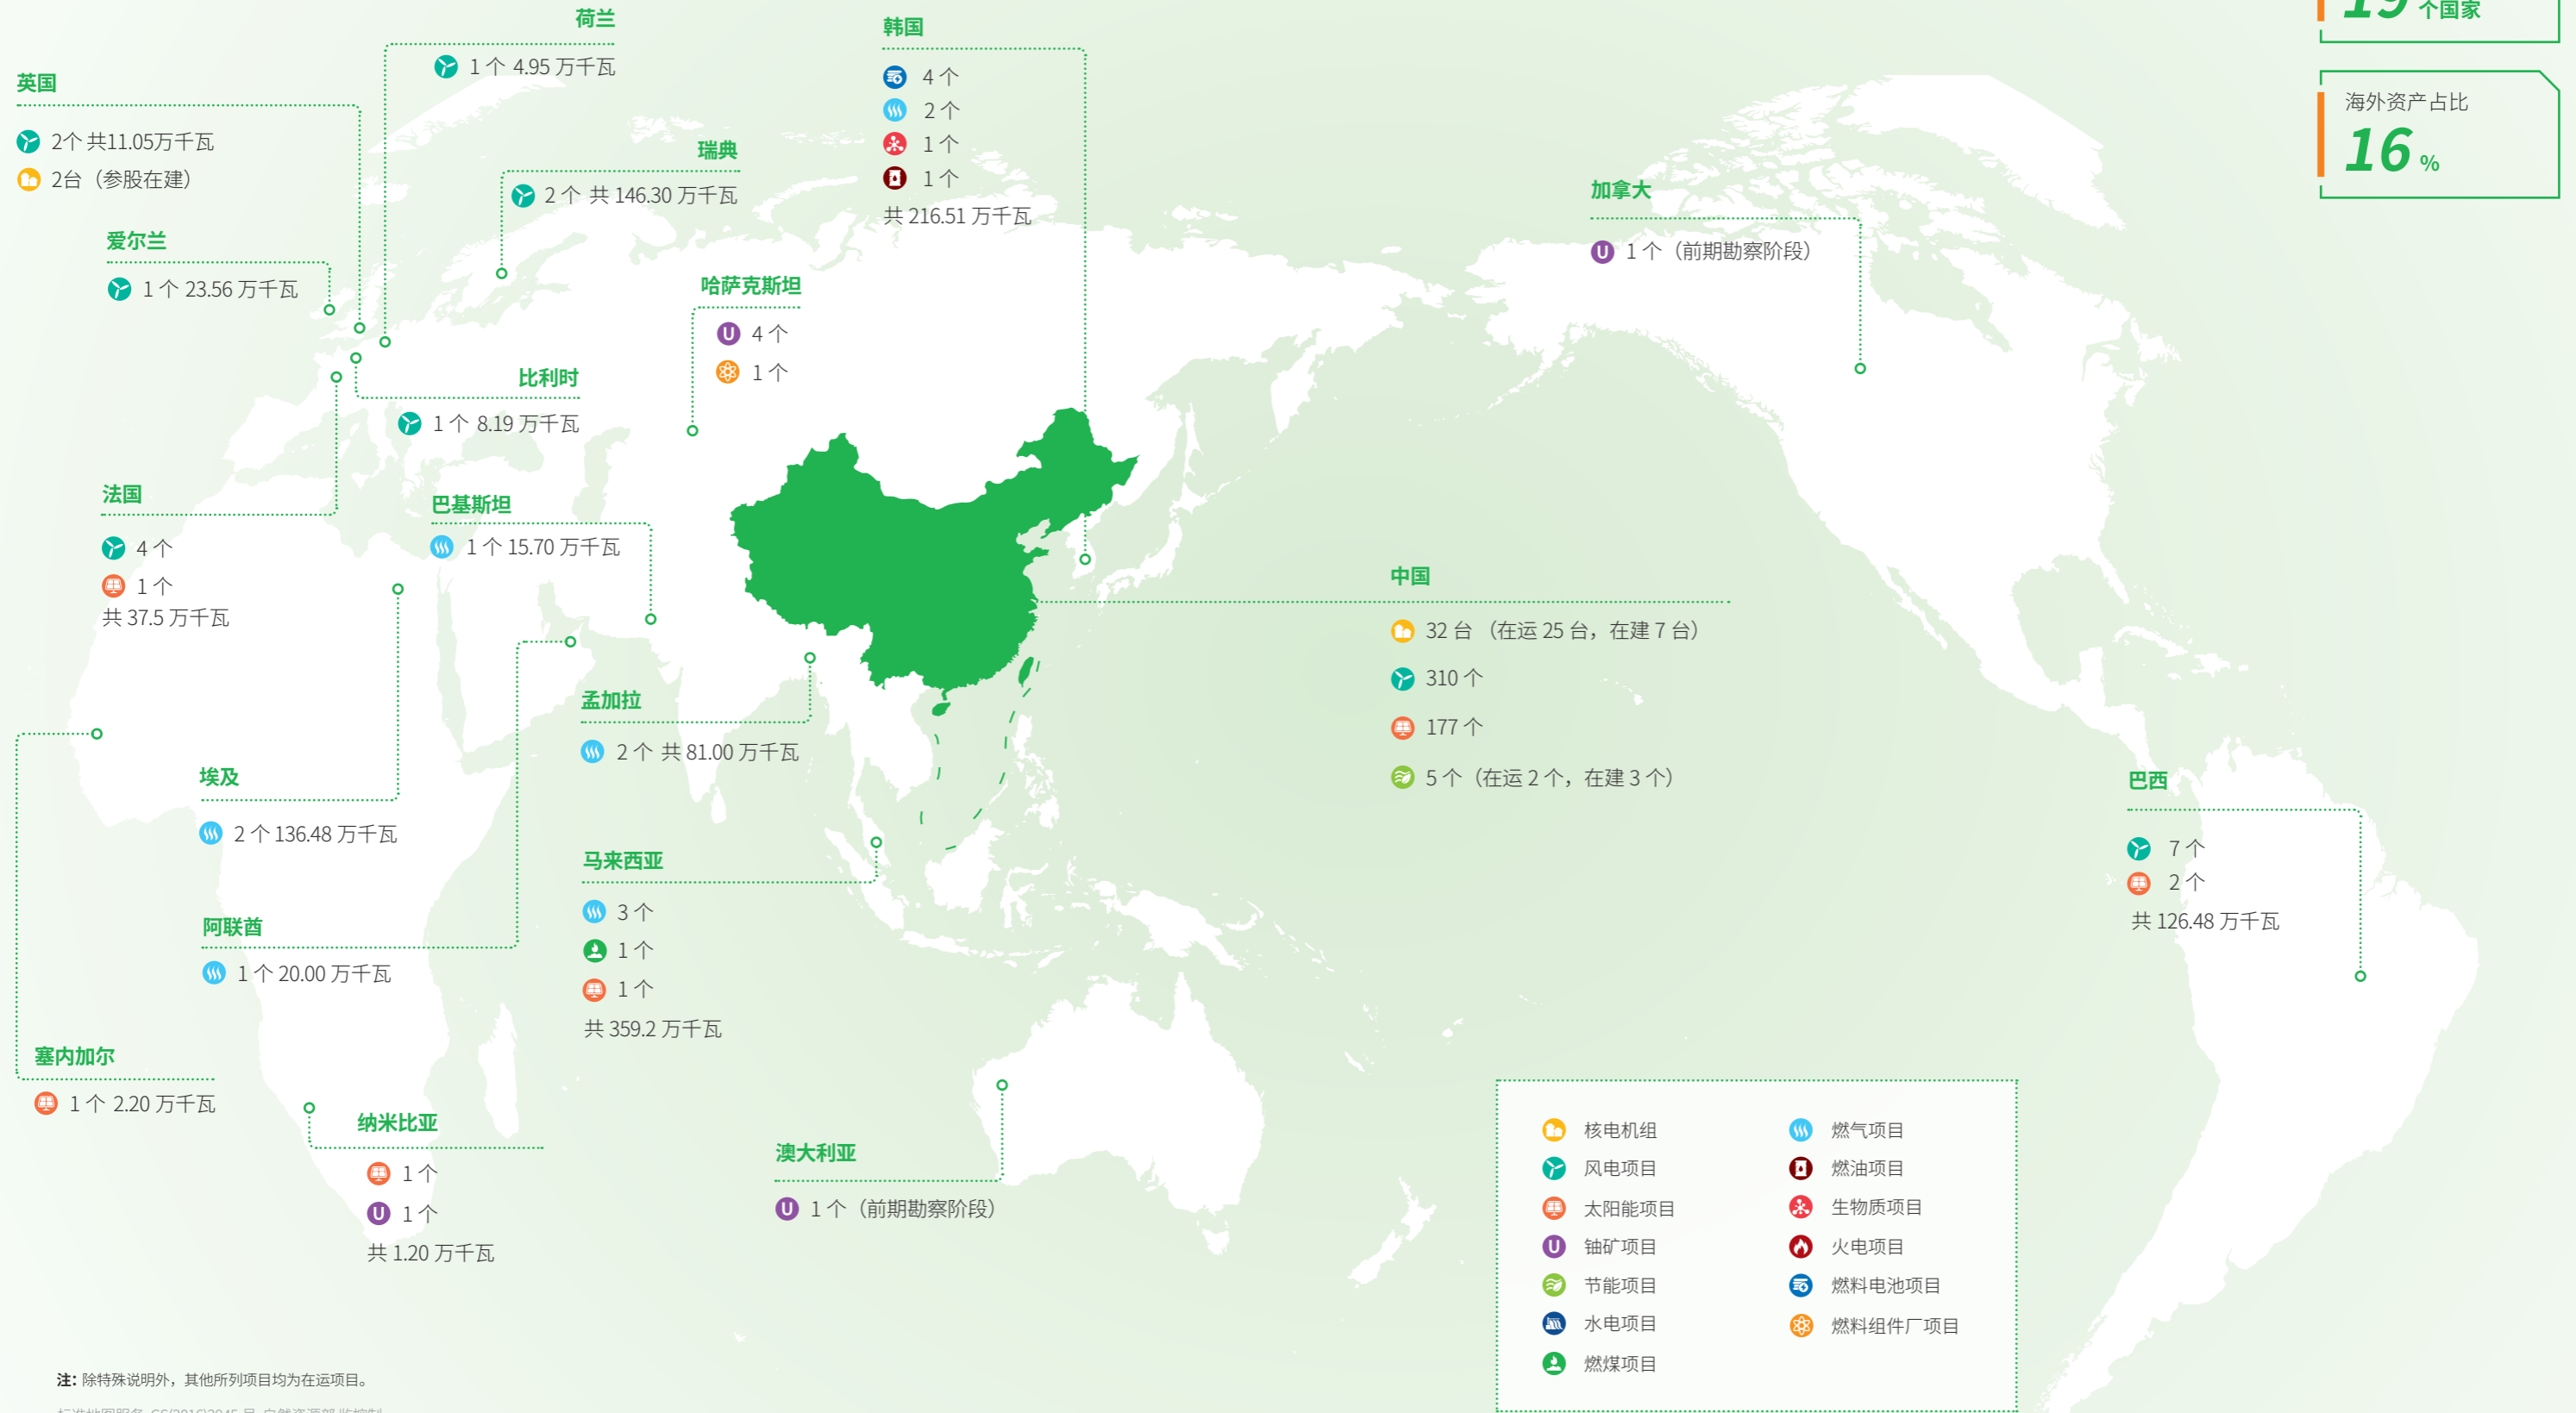 荷兰
1 个 4.95 万千瓦
韩国
4 个
2 个
1 个
1 个
共 216.51 万千瓦
19 个国家
海外资产占比
16 %
英国
2个 共11.05万千瓦
2台（参股在建）
瑞典
2 个 共 146.30 万千瓦
加拿大
1 个（前期勘察阶段）
爱尔兰
1 个 23.56 万千瓦
哈萨克斯坦
4 个
1 个
比利时
1 个 8.19 万千瓦
法国
4 个
1 个
共 37.5 万千瓦
巴基斯坦
1 个 15.70 万千瓦
中国
32 台 （在运 25 台，在建 7 台）
310 个
177 个
5 个（在运 2 个，在建 3 个）
孟加拉
2 个 共 81.00 万千瓦
埃及
2 个 136.48 万千瓦
巴西
7 个
2 个
共 126.48 万千瓦
马来西亚
3 个
1 个
1 个
共 359.2 万千瓦
阿联酋
1 个 20.00 万千瓦
塞内加尔
1 个 2.20 万千瓦
纳米比亚
1 个
U 1 个
共 1.20 万千瓦
澳大利亚
1 个（前期勘察阶段）
核电机组
风电项目
太阳能项目
铀矿项目
节能项目
水电项目
燃煤项目
燃气项目
燃油项目
生物质项目
火电项目
燃料电池项目
燃料组件厂项目
注：除特殊说明外，其他所列项目均为在运项目。